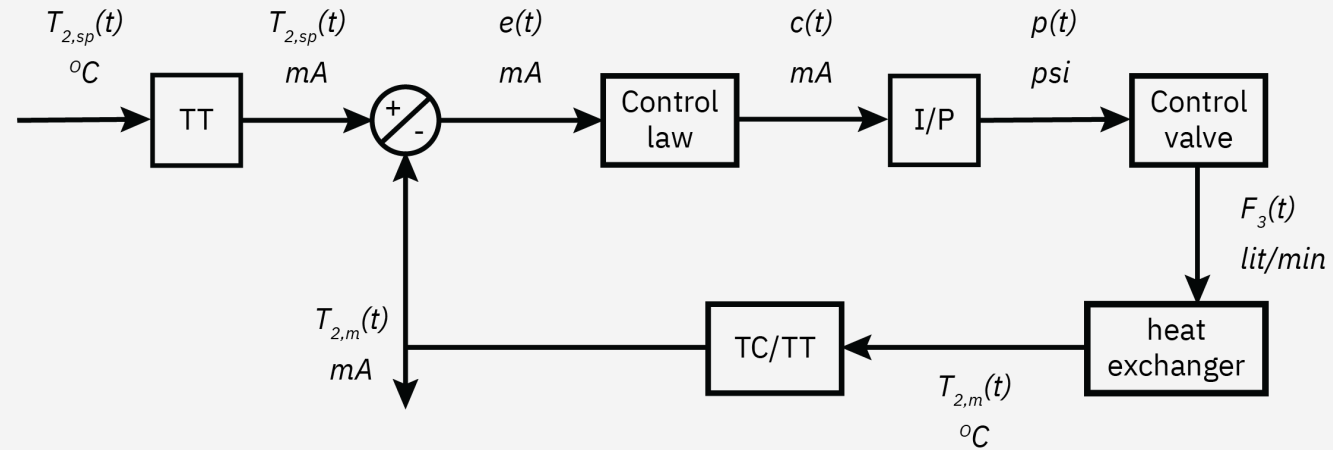 T2,sp(t)
OC
TT
T2,sp(t)
mA
+
-
e(t)
mA
Control
law
c(t)
mA
I/P
p(t)
psi
Control
valve
F3(t)
lit/min
heat
exchanger
T2,m(t)
OC
TC/TT
T2,m(t)
mA